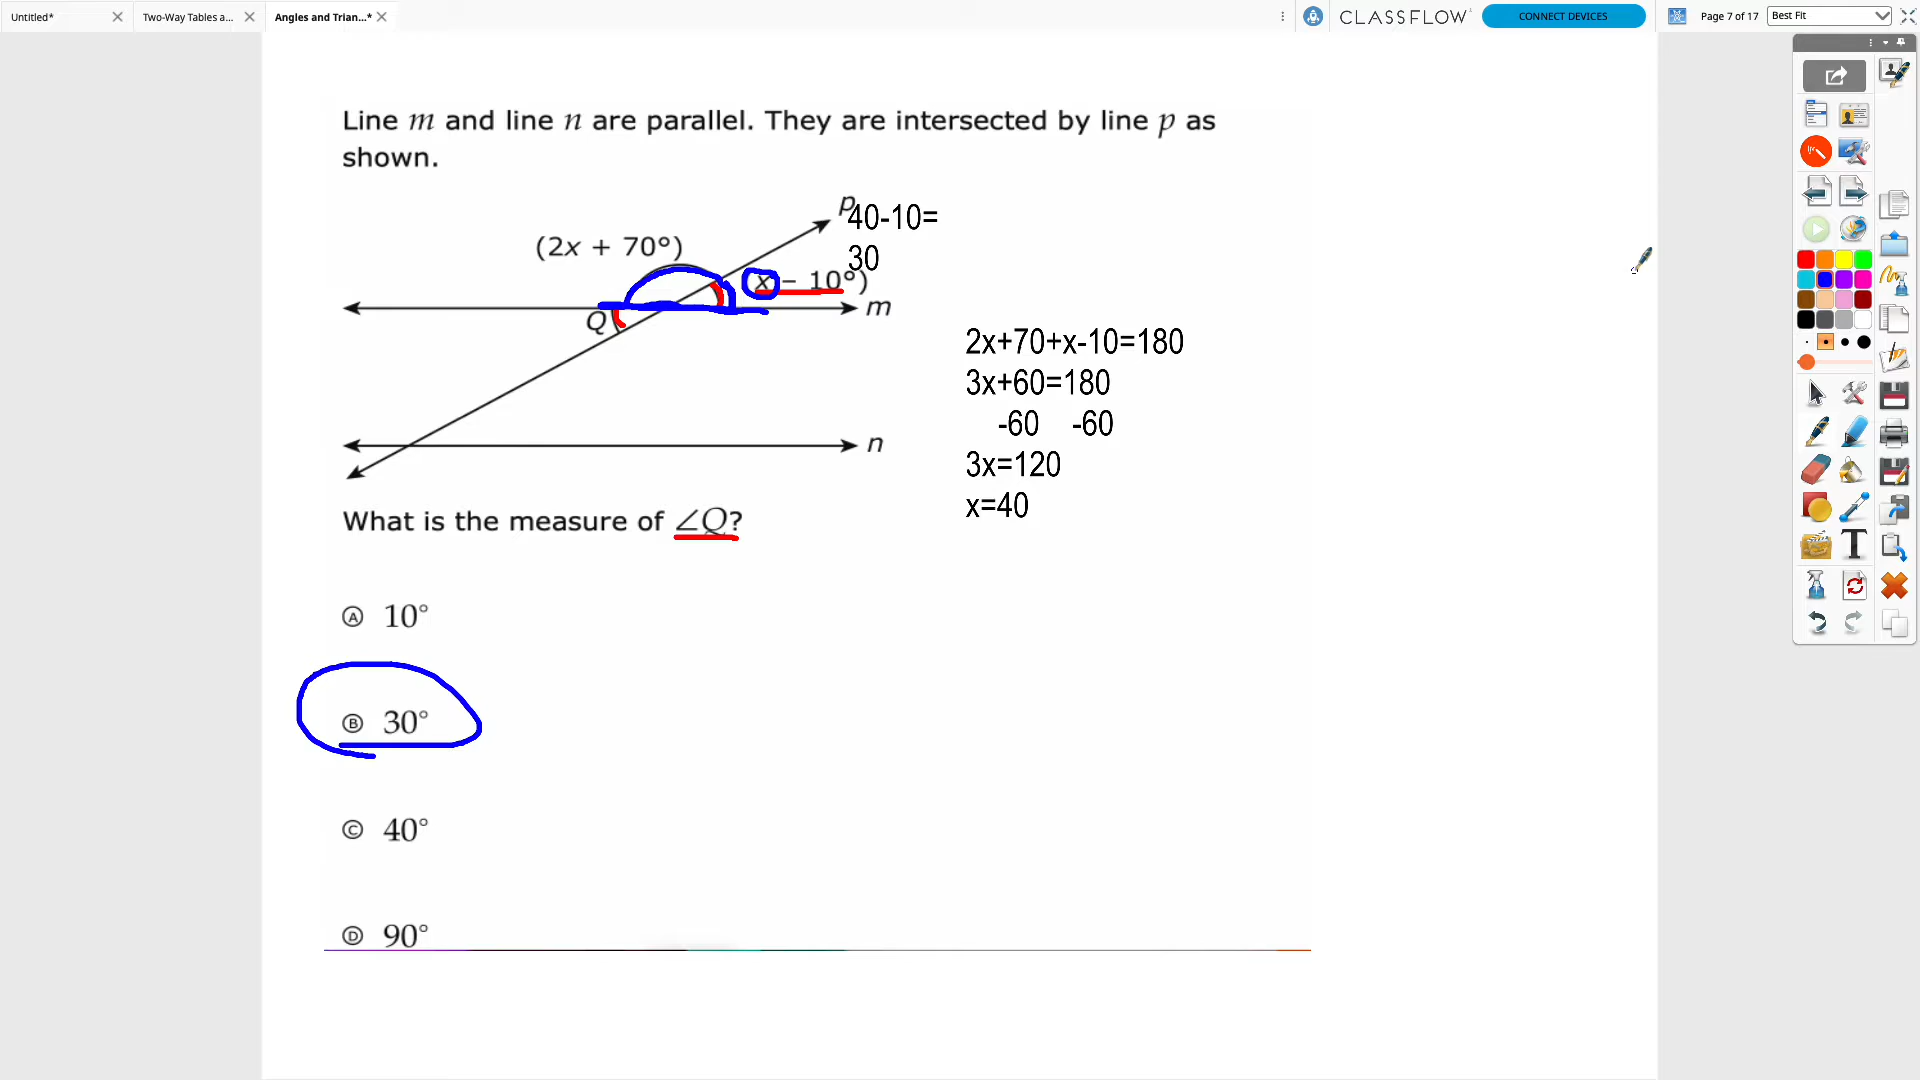 Untitled*
Two-Way Tables a...
Angles and Trian...*
CLASSFLOW
CONNECT DEVICES
Page 7 of 17
Best Fit
Line m and line n are parallel. They are intersected by line p as
shown.
p
40-10=
30
(2x + 70°)
x − 10°)
m
Q
n
2x+70+x-10=180
3x+60=180
-60 -60
3x=120
x=40
What is the measure of ∠Q?
A 10°
B 30°
C 40°
D 90°
T